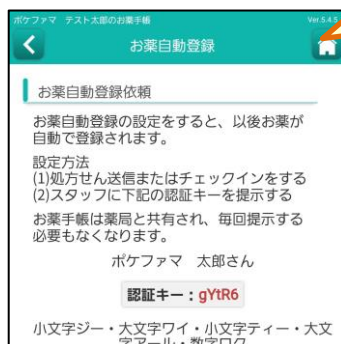 ポケファマ テスト太郎のお薬手帳 Ver.5.4.5
お薬自動登録
お薬自動登録依頼
お薬自動登録の設定をすると、以後お薬が
自動で登録されます。
設定方法
(1)処方せん送信またはチェックインをする
(2)スタッフに下記の認証キーを提示する
お薬手帳は薬局と共有され、毎回提示する
必要もなくなります。
ポケファマ 太郎さん
認証キー：gYtR6
小文字ジー・大文字ワイ・小文字ティー・大文
字アール・数字ロク